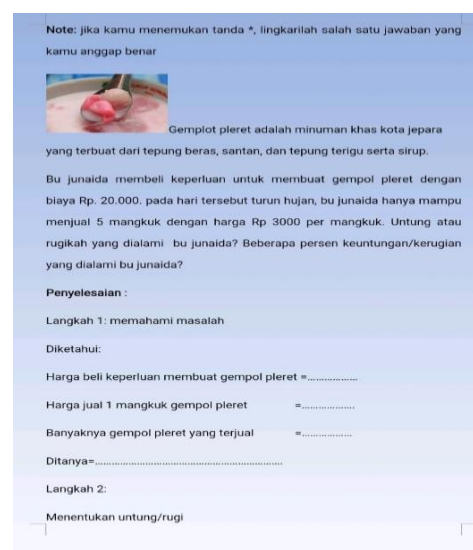 Note: jika kamu menemukan tanda *, lingkarilah salah satu jawaban yang
kamu anggap benar
Gemplot pleret adalah minuman khas kota jepara
yang terbuat dari tepung beras, santan, dan tepung terigu serta sirup.
Bu junaida membeli keperluan untuk membuat gempol pleret dengan
biaya Rp. 20.000. pada hari tersebut turun hujan, bu junaida hanya mampu
menjual 5 mangkuk dengan harga Rp 3000 per mangkuk. Untung atau
rugikah yang dialami bu junaida? Beberapa persen keuntungan/kerugian
yang dialami bu junaida?
Penyelesaian :
Langkah 1: memahami masalah
Diketahui:
Harga beli keperluan membuat gempol pleret =..................
Harga jual 1 mangkuk gempol pleret =...................
Banyaknya gempol pleret yang terjual =..................
Ditanya=..................................................................
Langkah 2:
Menentukan untung/rugi